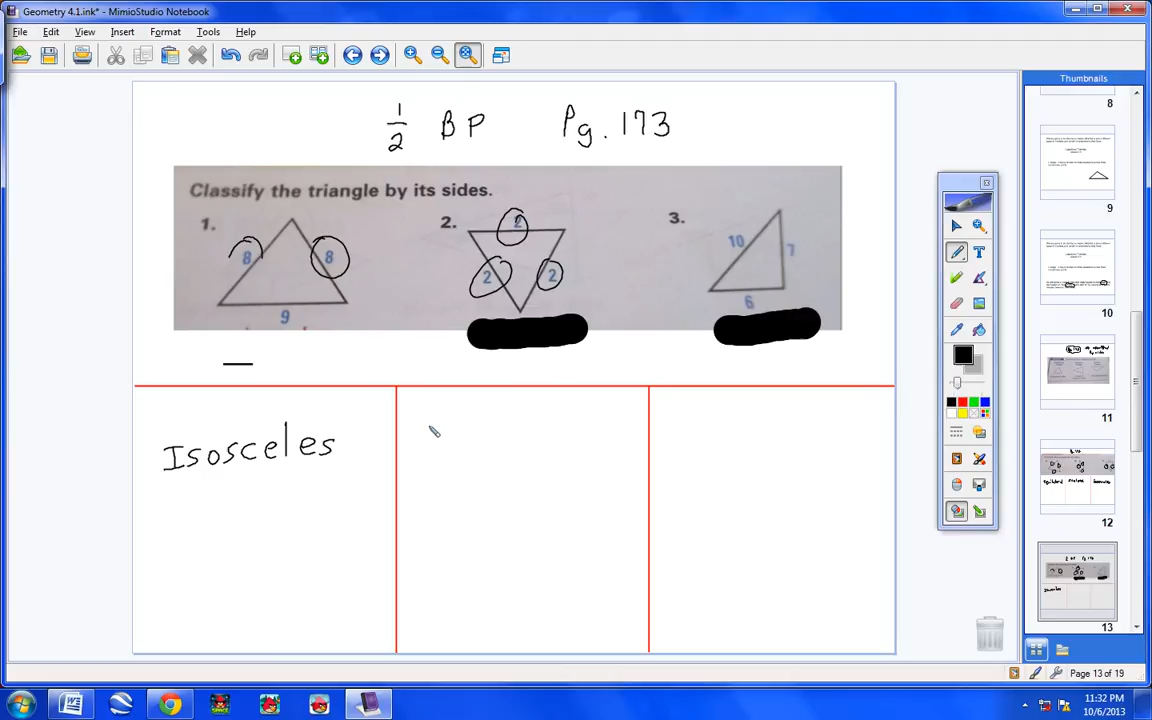 Geometry 4.1.ink* - MimioStudio Notebook
File Edit View Insert Format Tools Help
Thumbnails
1/2 BP Pg. 173
Classify the triangle by its sides.
1. 2. 3.
8 8 9
2 2 2
10 7 6
Isosceles
8
9
10
11
12
13
Page 13 of 19
11:32 PM
10/6/2013